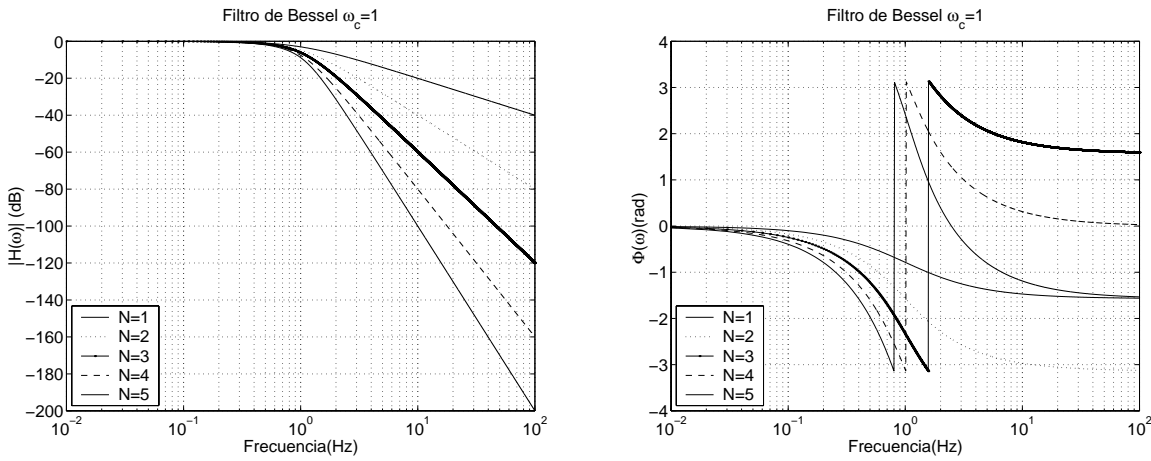 Filtro de Bessel ω_c=1
|H(ω)| (dB)
0
−20
−40
−60
−80
−100
−120
−140
−160
−180
−200
N=1
N=2
N=3
N=4
N=5
10^−2
10^−1
10^0
10^1
10^2
Frecuencia(Hz)
Filtro de Bessel ω_c=1
Φ(ω)(rad)
4
3
2
1
0
−1
−2
−3
−4
N=1
N=2
N=3
N=4
N=5
10^−2
10^−1
10^0
10^1
10^2
Frecuencia(Hz)